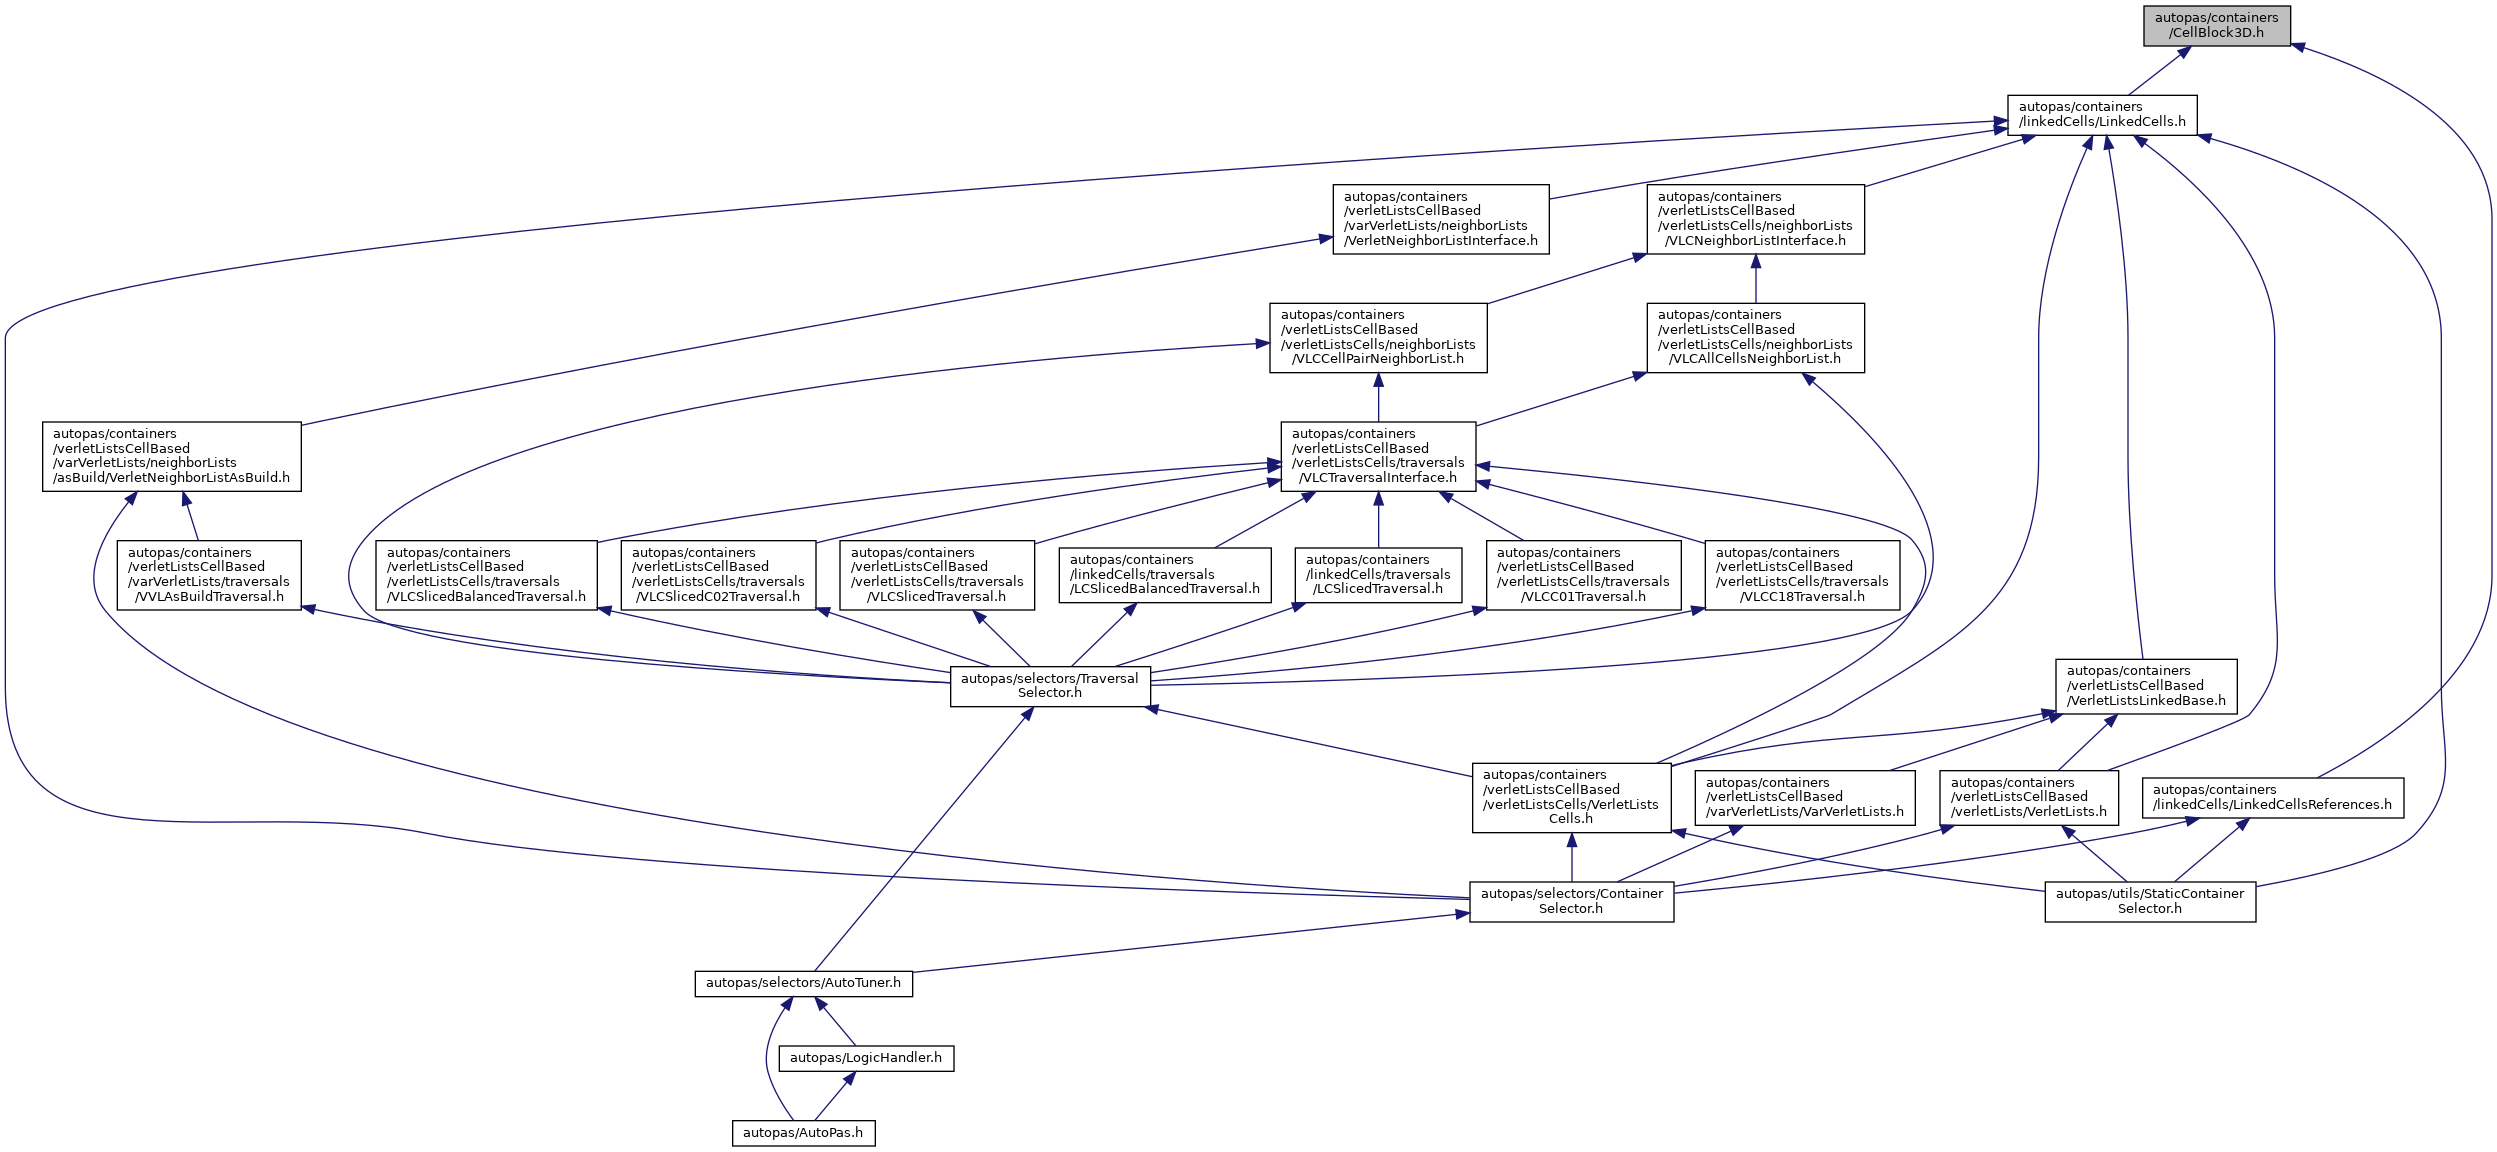 autopas/containers
/CellBlock3D.h
autopas/containers
/linkedCells/LinkedCells.h
autopas/containers
/verletListsCellBased
/varVerletLists/neighborLists
/VerletNeighborListInterface.h
autopas/containers
/verletListsCellBased
/verletListsCells/neighborLists
/VLCNeighborListInterface.h
autopas/containers
/verletListsCellBased
/verletListsCells/neighborLists
/VLCCellPairNeighborList.h
autopas/containers
/verletListsCellBased
/verletListsCells/neighborLists
/VLCAllCellsNeighborList.h
autopas/containers
/verletListsCellBased
/varVerletLists/neighborLists
/asBuild/VerletNeighborListAsBuild.h
autopas/containers
/verletListsCellBased
/verletListsCells/traversals
/VLCTraversalInterface.h
autopas/containers
/verletListsCellBased
/varVerletLists/traversals
/VVLAsBuildTraversal.h
autopas/containers
/verletListsCellBased
/verletListsCells/traversals
/VLCSlicedBalancedTraversal.h
autopas/containers
/verletListsCellBased
/verletListsCells/traversals
/VLCSlicedC02Traversal.h
autopas/containers
/verletListsCellBased
/verletListsCells/traversals
/VLCSlicedTraversal.h
autopas/containers
/linkedCells/traversals
/LCSlicedBalancedTraversal.h
autopas/containers
/linkedCells/traversals
/LCSlicedTraversal.h
autopas/containers
/verletListsCellBased
/verletListsCells/traversals
/VLCC01Traversal.h
autopas/containers
/verletListsCellBased
/verletListsCells/traversals
/VLCC18Traversal.h
autopas/selectors/Traversal
Selector.h
autopas/containers
/verletListsCellBased
/VerletListsLinkedBase.h
autopas/containers
/verletListsCellBased
/verletListsCells/VerletLists
Cells.h
autopas/containers
/verletListsCellBased
/varVerletLists/VarVerletLists.h
autopas/containers
/verletListsCellBased
/verletLists/VerletLists.h
autopas/containers
/linkedCells/LinkedCellsReferences.h
autopas/selectors/Container
Selector.h
autopas/utils/StaticContainer
Selector.h
autopas/selectors/AutoTuner.h
autopas/LogicHandler.h
autopas/AutoPas.h